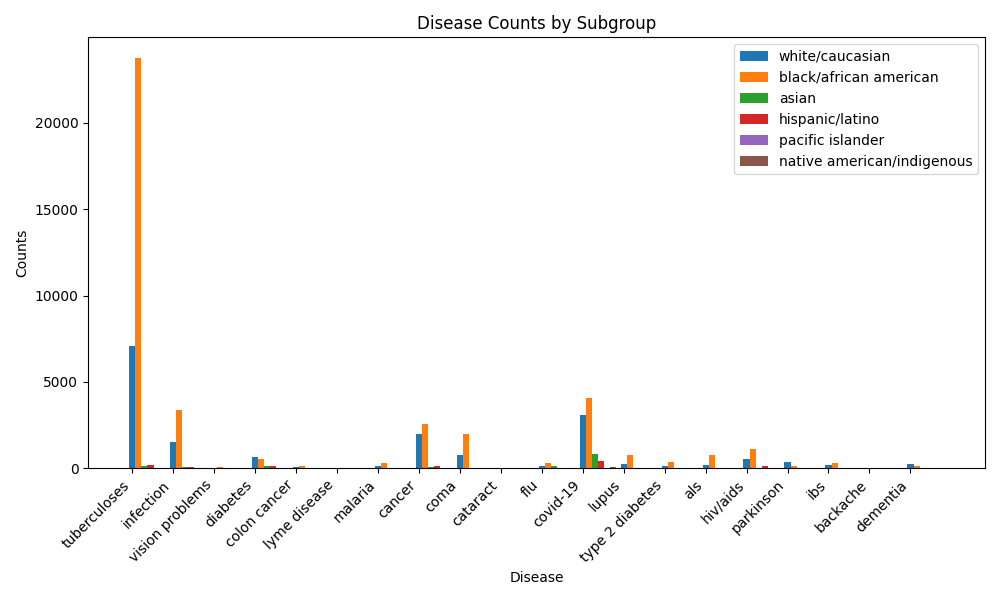 Disease Counts by Subgroup
white/caucasian
black/african american
asian
hispanic/latino
pacific islander
native american/indigenous
Counts
20000
15000
10000
5000
0
tuberculoses
infection
vision problems
diabetes
colon cancer
lyme disease
malaria
cancer
coma
cataract
flu
covid-19
lupus
type 2 diabetes
als
hiv/aids
parkinson
ibs
backache
dementia
Disease